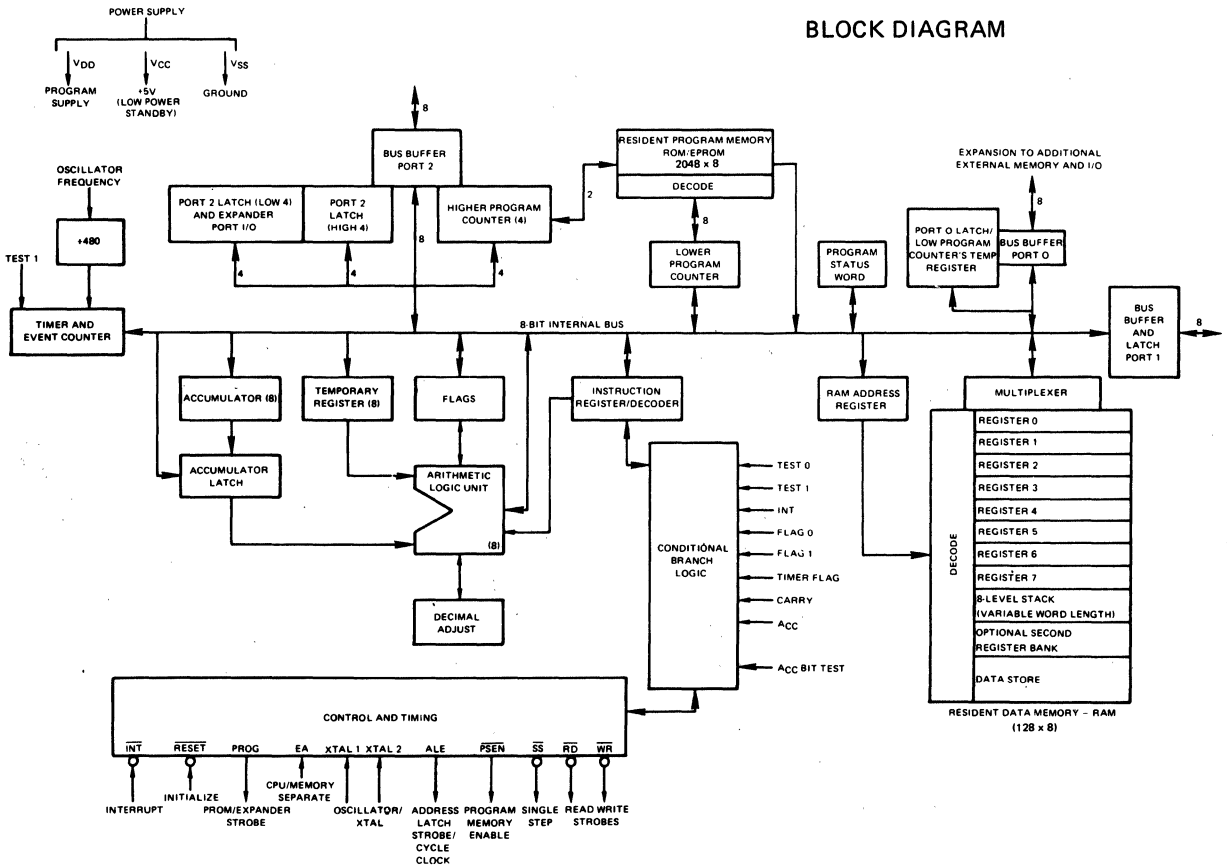 BLOCK DIAGRAM
POWER SUPPLY
VDD
VCC
VSS
PROGRAM
SUPPLY
+5V
(LOW POWER
STANDBY)
GROUND
OSCILLATOR
FREQUENCY
÷480
TEST 1
TIMER AND
EVENT COUNTER
8
BUS BUFFER
PORT 2
PORT 2 LATCH (LOW 4)
AND EXPANDER
PORT I/O
PORT 2
LATCH
(HIGH 4)
HIGHER PROGRAM
COUNTER (4)
4
4
8
4
2
RESIDENT PROGRAM MEMORY
ROM/EPROM
2048 x 8
DECODE
8
LOWER
PROGRAM
COUNTER
PROGRAM
STATUS
WORD
EXPANSION TO ADDITIONAL
EXTERNAL MEMORY AND I/O
8
PORT O LATCH/
LOW PROGRAM
COUNTER'S TEMP
REGISTER
BUS BUFFER
PORT O
8-BIT INTERNAL BUS
BUS
BUFFER
AND
LATCH
PORT 1
8
ACCUMULATOR (8)
TEMPORARY
REGISTER (8)
FLAGS
INSTRUCTION
REGISTER/DECODER
RAM ADDRESS
REGISTER
MULTIPLEXER
ACCUMULATOR
LATCH
ARITHMETIC
LOGIC UNIT
(8)
DECIMAL
ADJUST
CONDITIONAL
BRANCH
LOGIC
TEST 0
TEST 1
INT
FLAG 0
FLAG 1
TIMER FLAG
CARRY
ACC
ACC BIT TEST
DECODE
REGISTER 0
REGISTER 1
REGISTER 2
REGISTER 3
REGISTER 4
REGISTER 5
REGISTER 6
REGISTER 7
8-LEVEL STACK
(VARIABLE WORD LENGTH)
OPTIONAL SECOND
REGISTER BANK
DATA STORE
RESIDENT DATA MEMORY – RAM
(128 x 8)
CONTROL AND TIMING
INT RESET PROG EA XTAL 1 XTAL 2 ALE PSEN SS RD WR
INTERRUPT
INITIALIZE
PROM/EXPANDER
STROBE
CPU/MEMORY
SEPARATE
OSCILLATOR/
XTAL
ADDRESS
LATCH
STROBE/
CYCLE
CLOCK
PROGRAM
MEMORY
ENABLE
SINGLE
STEP
READ WRITE
STROBES